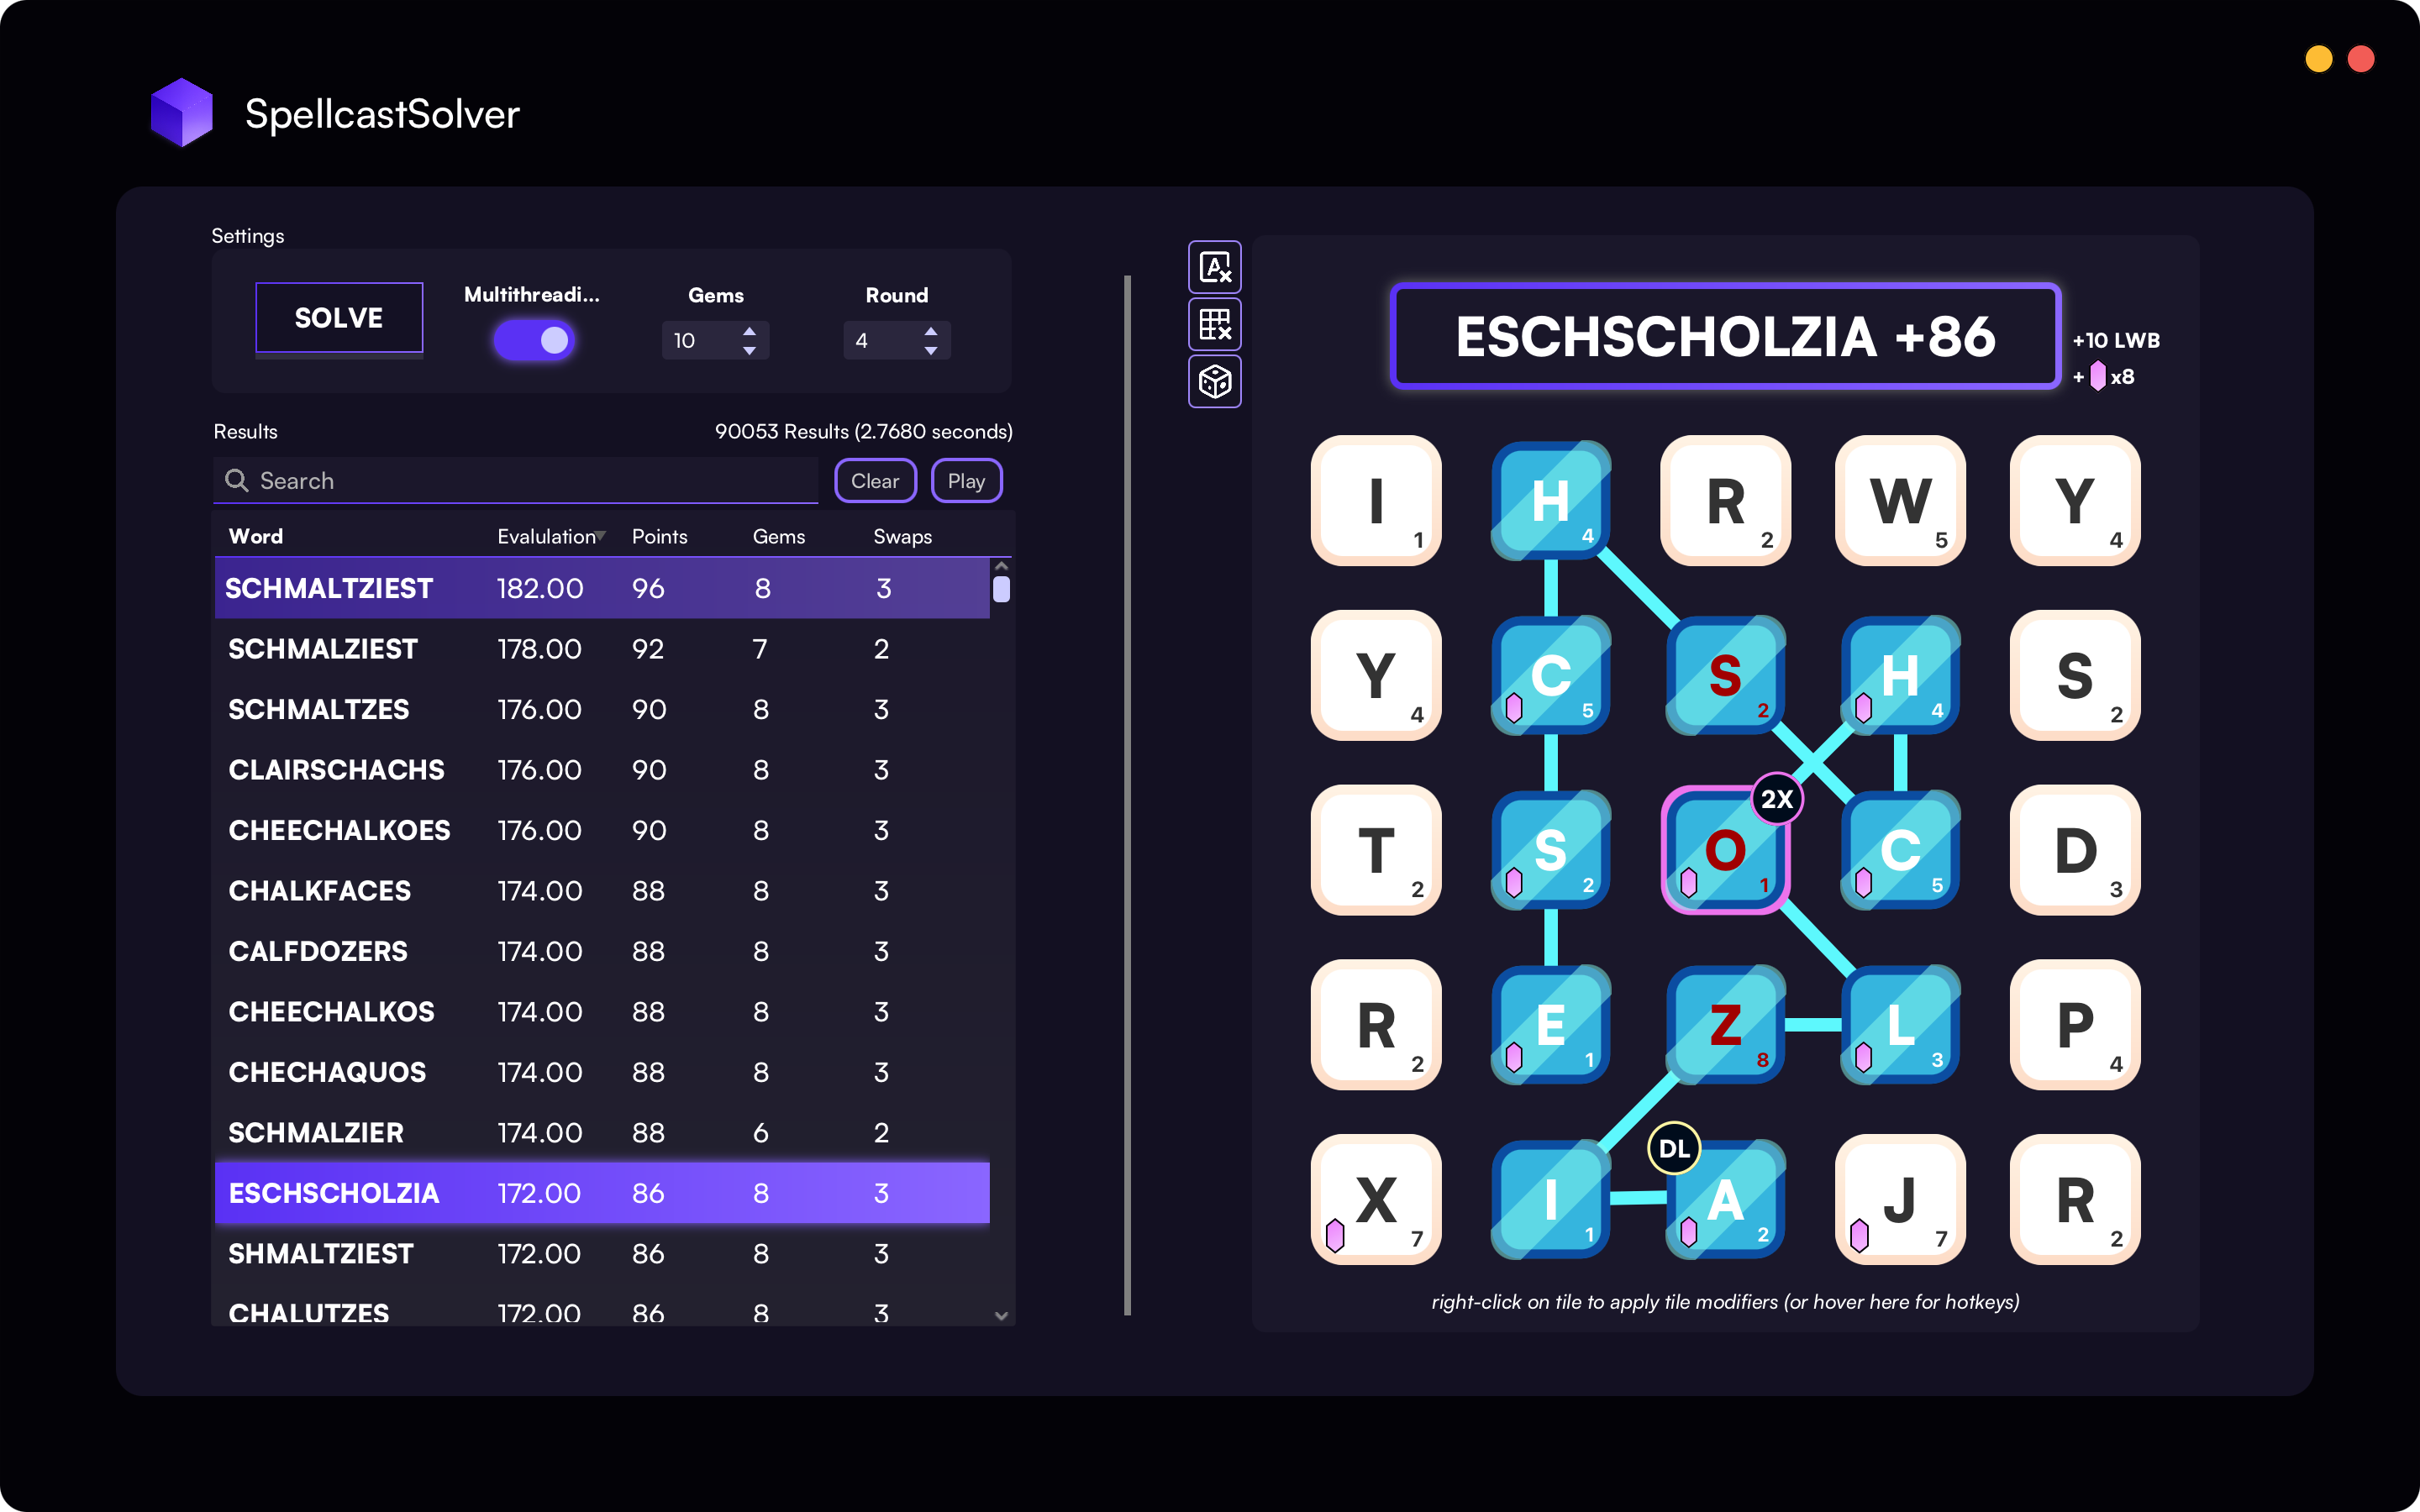 SpellcastSolver
Settings
SOLVE
Multithreadi...
Gems
Round
10
4
Results
90053 Results (2.7680 seconds)
Search
Clear
Play
Word Evalulation Points Gems Swaps
SCHMALTZIEST 182.00 96 8 3
SCHMALZIEST 178.00 92 7 2
SCHMALTZES 176.00 90 8 3
CLAIRSCHACHS 176.00 90 8 3
CHEECHALKOES 176.00 90 8 3
CHALKFACES 174.00 88 8 3
CALFDOZERS 174.00 88 8 3
CHEECHALKOS 174.00 88 8 3
CHECHAQUOS 174.00 88 8 3
SCHMALZIER 174.00 88 6 2
ESCHSCHOLZIA 172.00 86 8 3
SHMALTZIEST 172.00 86 8 3
CHALUTZES 172.00 86 8 3
ESCHSCHOLZIA +86
+10 LWB
+ x8
I 1 H 4 R 2 W 5 Y 4
Y 4 C 5 S 2 H 4 S 2
2X
T 2 S 2 O 1 C 5 D 3
R 2 E 1 Z 8 L 3 P 4
DL
X 7 I 1 A 2 J 7 R 2
right-click on tile to apply tile modifiers (or hover here for hotkeys)